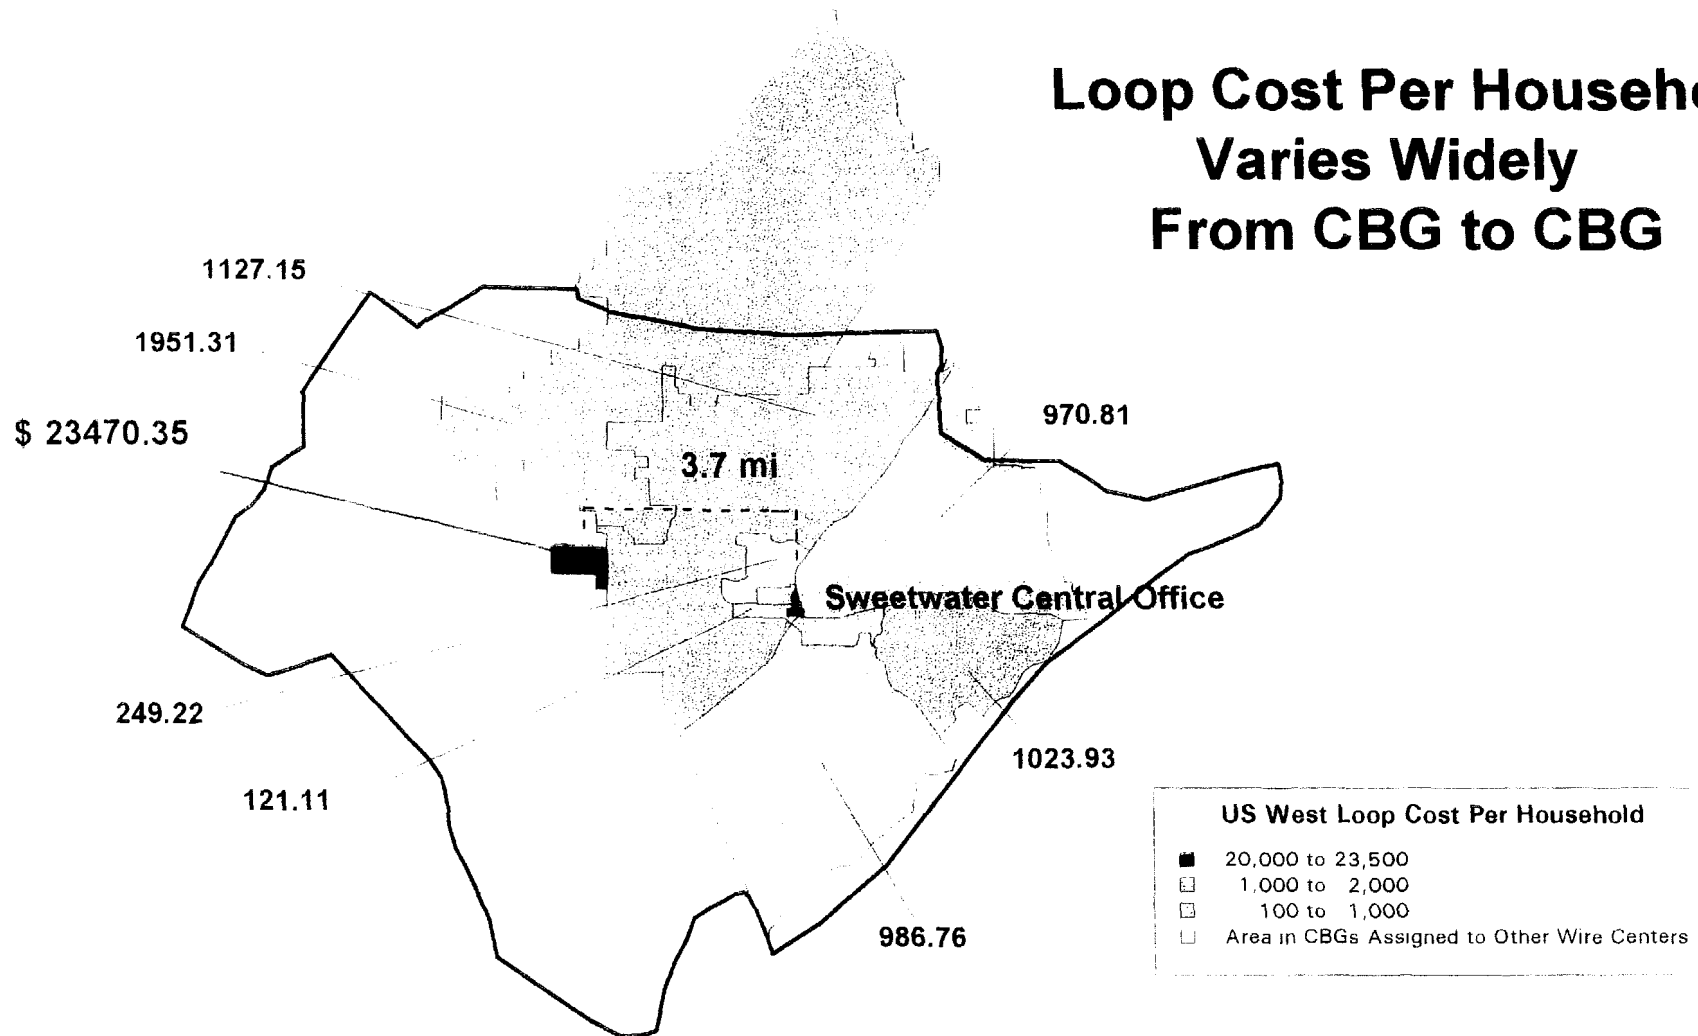 Loop Cost Per Househo
Varies Widely
From CBG to CBG
1127.15
1951.31
$ 23470.35
970.81
3.7 mi
Sweetwater Central Office
249.22
121.11
1023.93
986.76
US West Loop Cost Per Household
20,000 to 23,500
1,000 to 2,000
100 to 1,000
Area in CBGs Assigned to Other Wire Centers